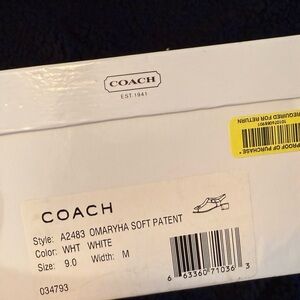 COACH
EST. 1941
REQUIRED FOR RETURN
PROOF OF PURCHASE
COACH
Style: A2483 OMARYHA SOFT PATENT
Color: WHT WHITE
Size: 9.0 Width: M
034793
6 63360 71036 3